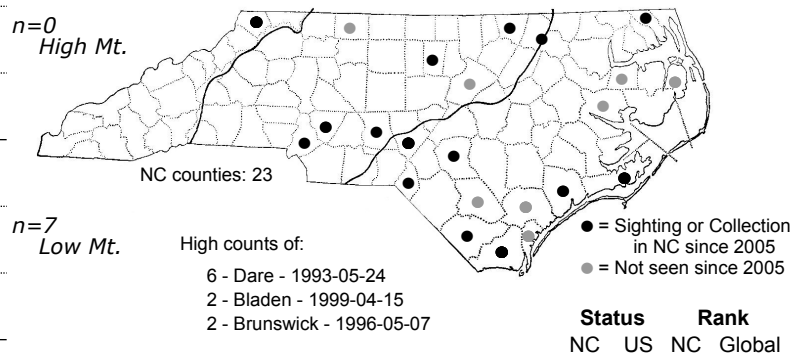 n=0
High Mt.
NC counties: 23
n=7
Low Mt.
High counts of:
6 - Dare - 1993-05-24
2 - Bladen - 1999-04-15
2 - Brunswick - 1996-05-07
= Sighting or Collection
in NC since 2005
= Not seen since 2005
Status Rank
NC US NC Global